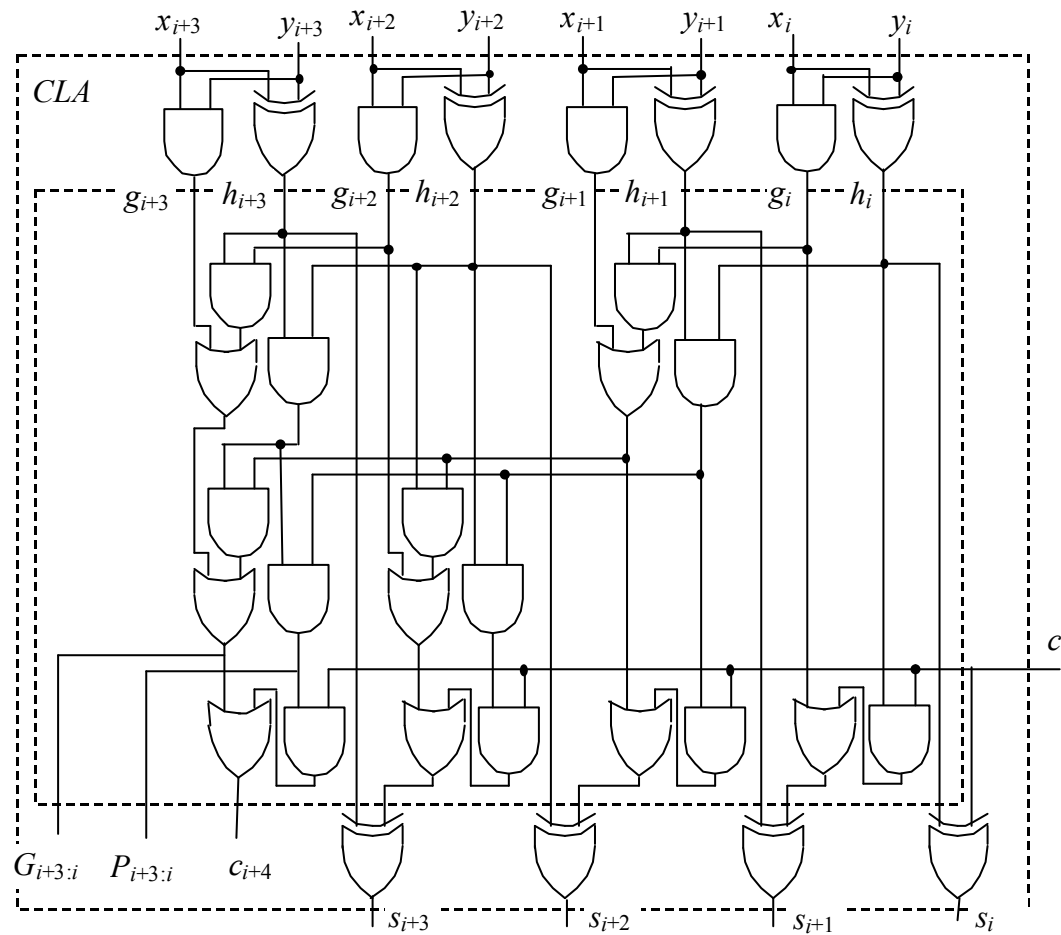 x_{i+3} y_{i+3} x_{i+2} y_{i+2} x_{i+1} y_{i+1} x_i y_i
CLA
g_{i+3} h_{i+3} g_{i+2} h_{i+2} g_{i+1} h_{i+1} g_i h_i
c
G_{i+3:i} P_{i+3:i} c_{i+4}
s_{i+3} s_{i+2} s_{i+1} s_i